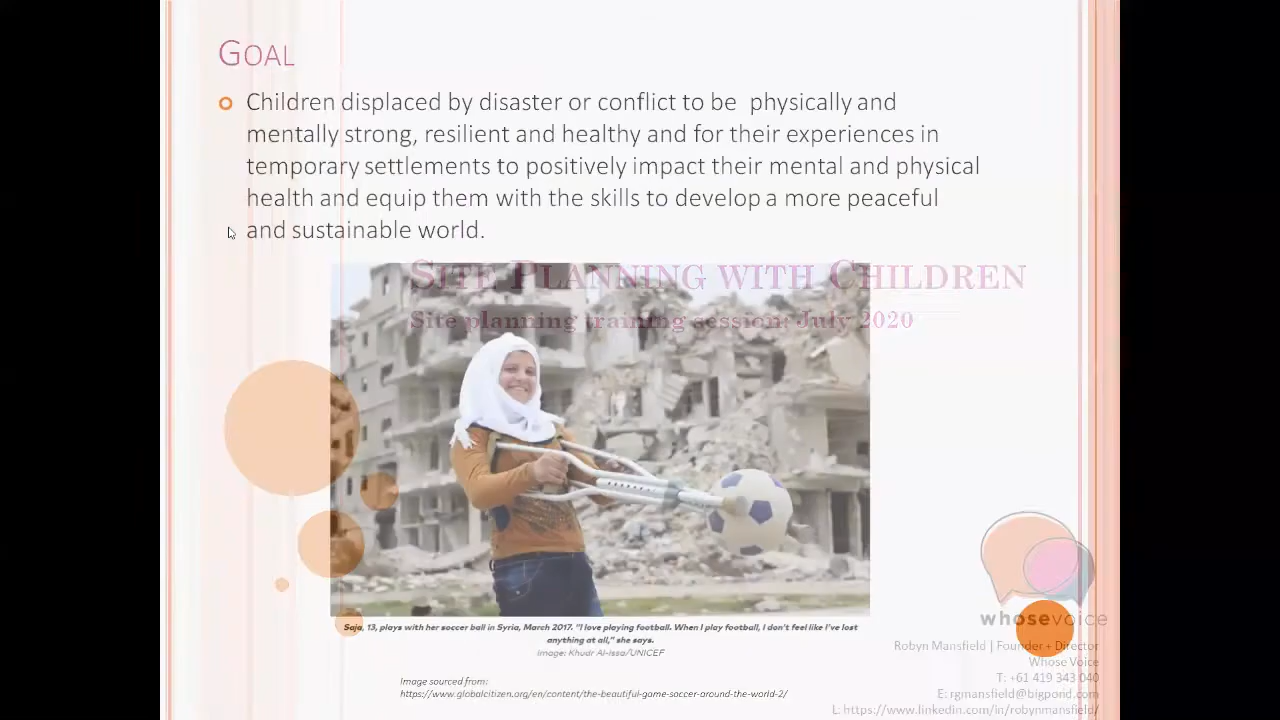 GOAL
Children displaced by disaster or conflict to be physically and
mentally strong, resilient and healthy and for their experiences in
temporary settlements to positively impact their mental and physical
health and equip them with the skills to develop a more peaceful
and sustainable world.
SITE PLANNING WITH CHILDREN
Site planning training session: July 2020
Saja, 13, plays with her soccer ball in Syria, March 2017. "I love playing football. When I play football, I don't feel like I've lost
anything at all," she says.
Image: Khudr Al-Issa/UNICEF
Image sourced from:
https://www.globalcitizen.org/en/content/the-beautiful-game-soccer-around-the-world-2/
whosevoice
Robyn Mansfield | Founder + Director
Whose Voice
T: +61 419 343 040
E: rgmansfield@bigpond.com
L: https://www.linkedin.com/in/robynmansfield/